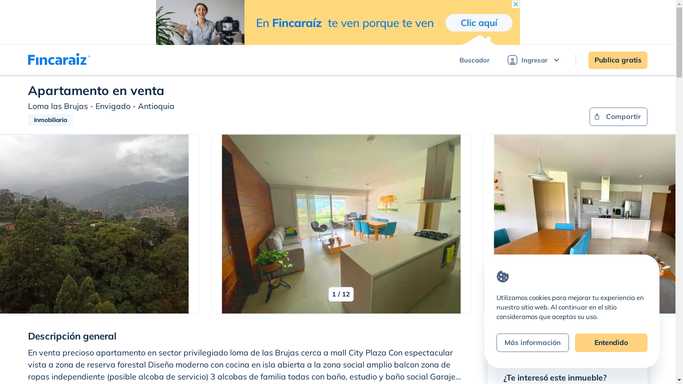 En Fincaraíz te ven porque te ven
Clic aquí
Fincaraiz
Buscador
Ingresar
Publica gratis
Apartamento en venta
Loma las Brujas - Envigado - Antioquia
Inmobiliaria
Compartir
1 / 12
Utilizamos cookies para mejorar tu experiencia en
nuestro sitio web. Al continuar en el sitio
consideramos que aceptas su uso.
Más información
Entendido
Descripción general
En venta precioso apartamento en sector privilegiado loma de las Brujas cerca a mall City Plaza Con espectacular
vista a zona de reserva forestal Diseño moderno con cocina en isla abierta a la zona social amplio balcon zona de
ropas independiente (posible alcoba de servicio) 3 alcobas de familia todas con baño, estudio y baño social Garaje...
¿Te interesó este inmueble?